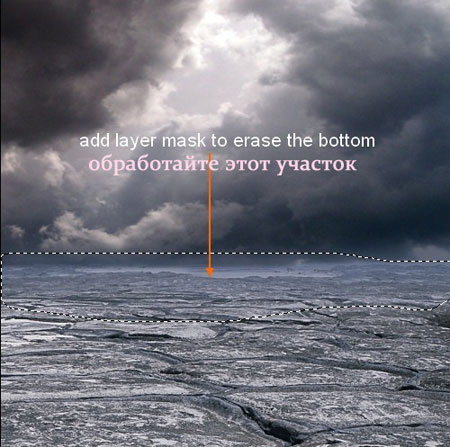 add layer mask to erase the bottom
обработайте этот участок